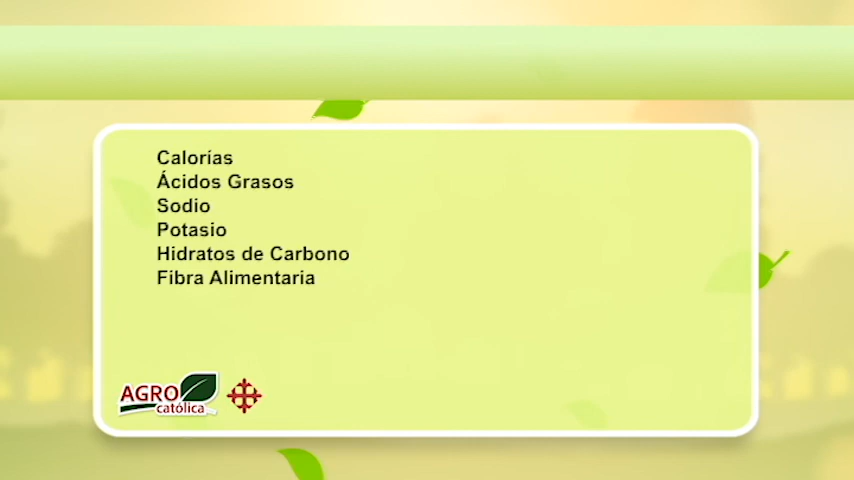 Calorías
Ácidos Grasos
Sodio
Potasio
Hidratos de Carbono
Fibra Alimentaria
AGRO
católica